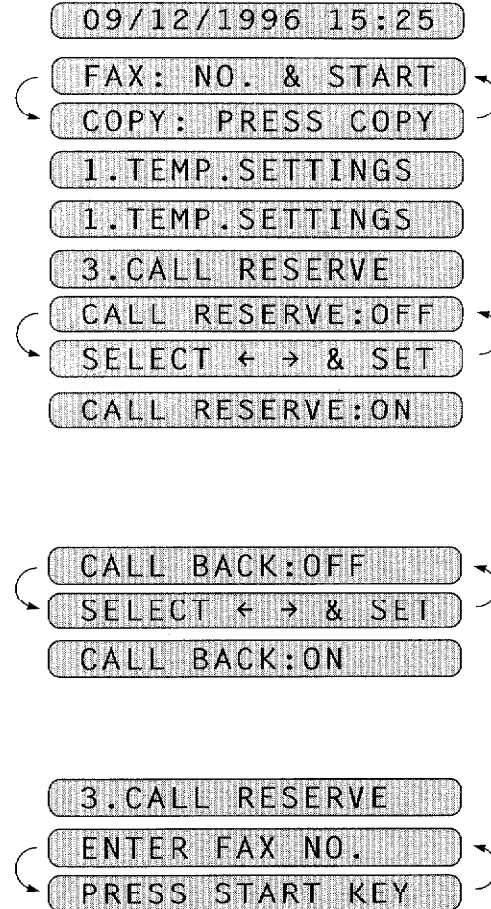 09/12/1996 15:25
FAX: NO. & START
COPY: PRESS COPY
1.TEMP.SETTINGS
1.TEMP.SETTINGS
3.CALL RESERVE
CALL RESERVE:OFF
SELECT ← → & SET
CALL RESERVE:ON
CALL BACK:OFF
SELECT ← → & SET
CALL BACK:ON
3.CALL RESERVE
ENTER FAX NO.
PRESS START KEY